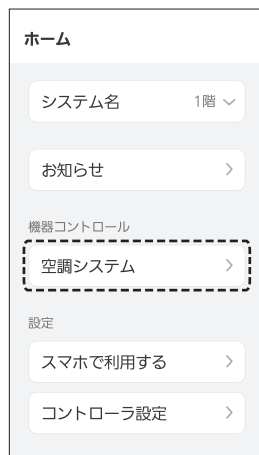 ホーム
システム名 1階
お知らせ
機器コントロール
空調システム
設定
スマホで利用する
コントローラ設定